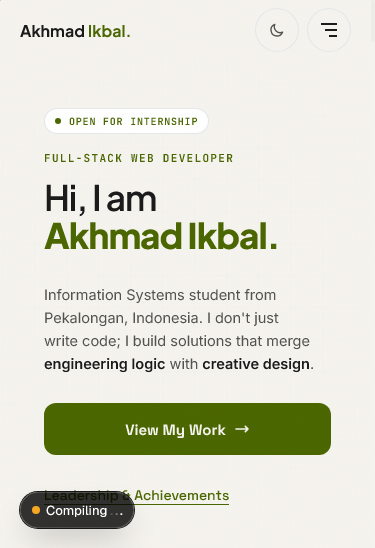 Akhmad Ikbal.
OPEN FOR INTERNSHIP
FULL-STACK WEB DEVELOPER
Hi, I am
Akhmad Ikbal.
Information Systems student from
Pekalongan, Indonesia. I don't just
write code; I build solutions that merge
engineering logic with creative design.
View My Work →
Leadership & Achievements
Compiling ...